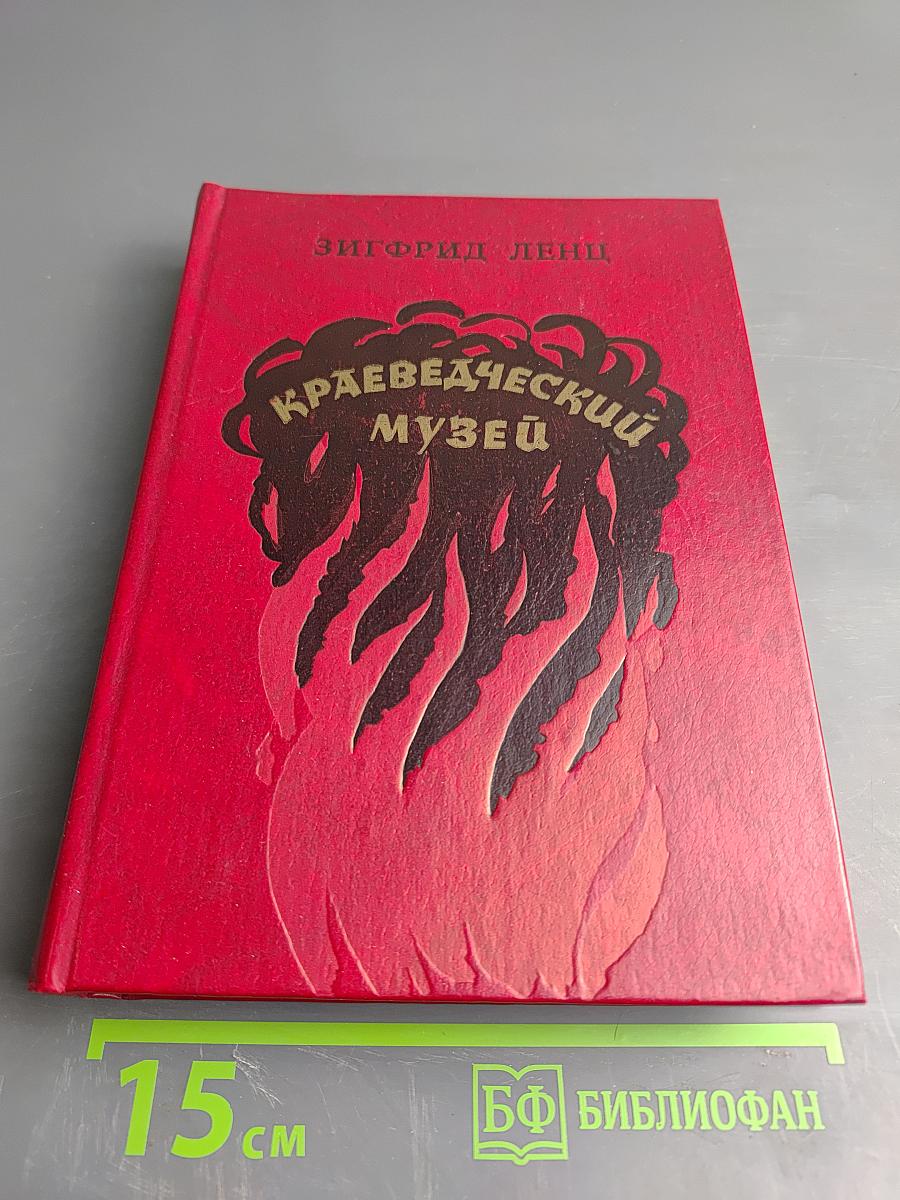 ЗИГФРИД ЛЕНЦ
КРАЕВЕДЧЕСКИЙ
МУЗЕЙ
15 СМ
БФ БИБЛИОФАН